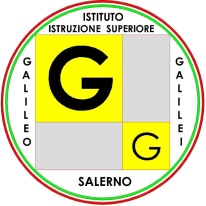 ISTITUTO
ISTRUZIONE SUPERIORE
GALILEO
GALILEI
G
G
SALERNO